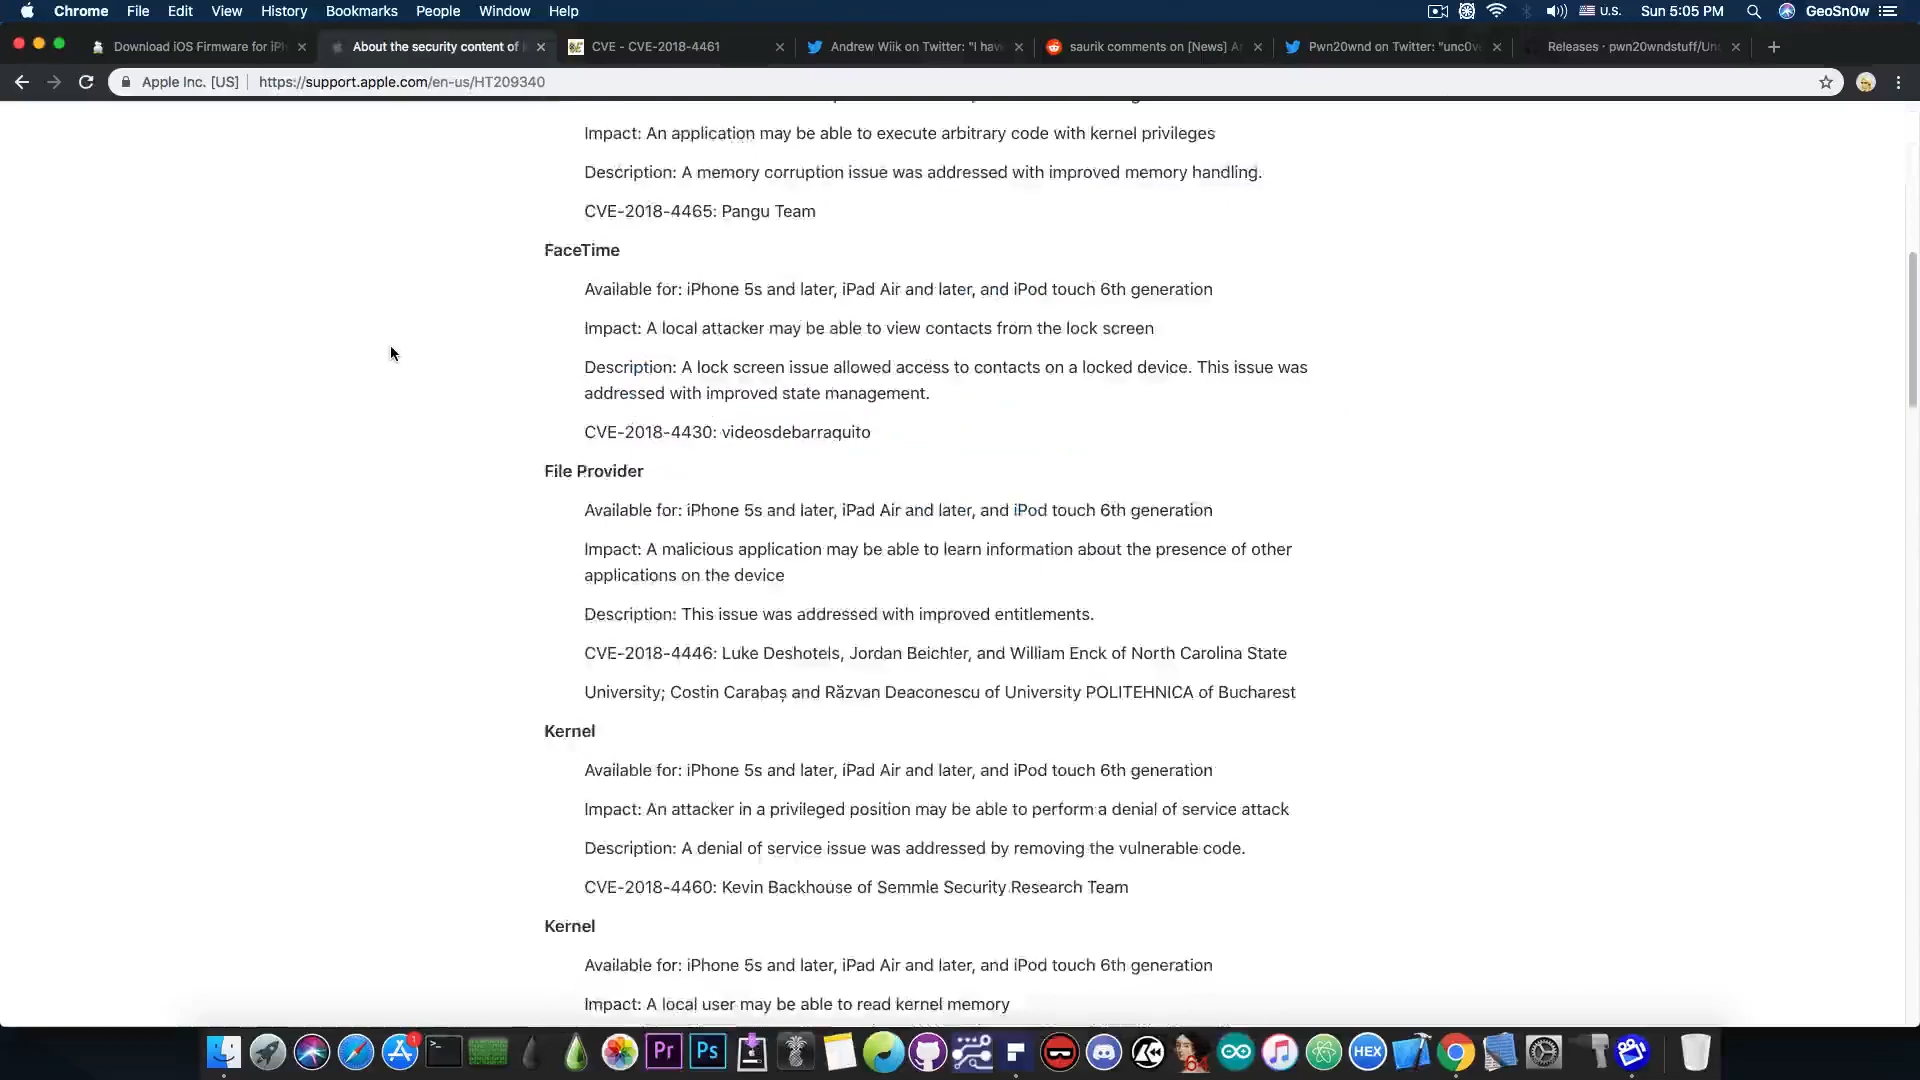 Chrome File Edit View History Bookmarks People Window Help U.S. Sun 5:05 PM GeoSn0w
Download iOS Firmware for iPh About the security content of i CVE - CVE-2018-4461 Andrew Wiik on Twitter: "I have saurik comments on [News] A Pwn20wnd on Twitter: "unc0v Releases · pwn20wndstuff/Un
Apple Inc. [US] https://support.apple.com/en-us/HT209340
Impact: An application may be able to execute arbitrary code with kernel privileges
Description: A memory corruption issue was addressed with improved memory handling.
CVE-2018-4465: Pangu Team
FaceTime
Available for: iPhone 5s and later, iPad Air and later, and iPod touch 6th generation
Impact: A local attacker may be able to view contacts from the lock screen
Description: A lock screen issue allowed access to contacts on a locked device. This issue was
addressed with improved state management.
CVE-2018-4430: videosdebarraquito
File Provider
Available for: iPhone 5s and later, iPad Air and later, and iPod touch 6th generation
Impact: A malicious application may be able to learn information about the presence of other
applications on the device
Description: This issue was addressed with improved entitlements.
CVE-2018-4446: Luke Deshotels, Jordan Beichler, and William Enck of North Carolina State
University; Costin Carabaș and Răzvan Deaconescu of University POLITEHNICA of Bucharest
Kernel
Available for: iPhone 5s and later, iPad Air and later, and iPod touch 6th generation
Impact: An attacker in a privileged position may be able to perform a denial of service attack
Description: A denial of service issue was addressed by removing the vulnerable code.
CVE-2018-4460: Kevin Backhouse of Semmle Security Research Team
Kernel
Available for: iPhone 5s and later, iPad Air and later, and iPod touch 6th generation
Impact: A local user may be able to read kernel memory
1 Pr Ps HEX